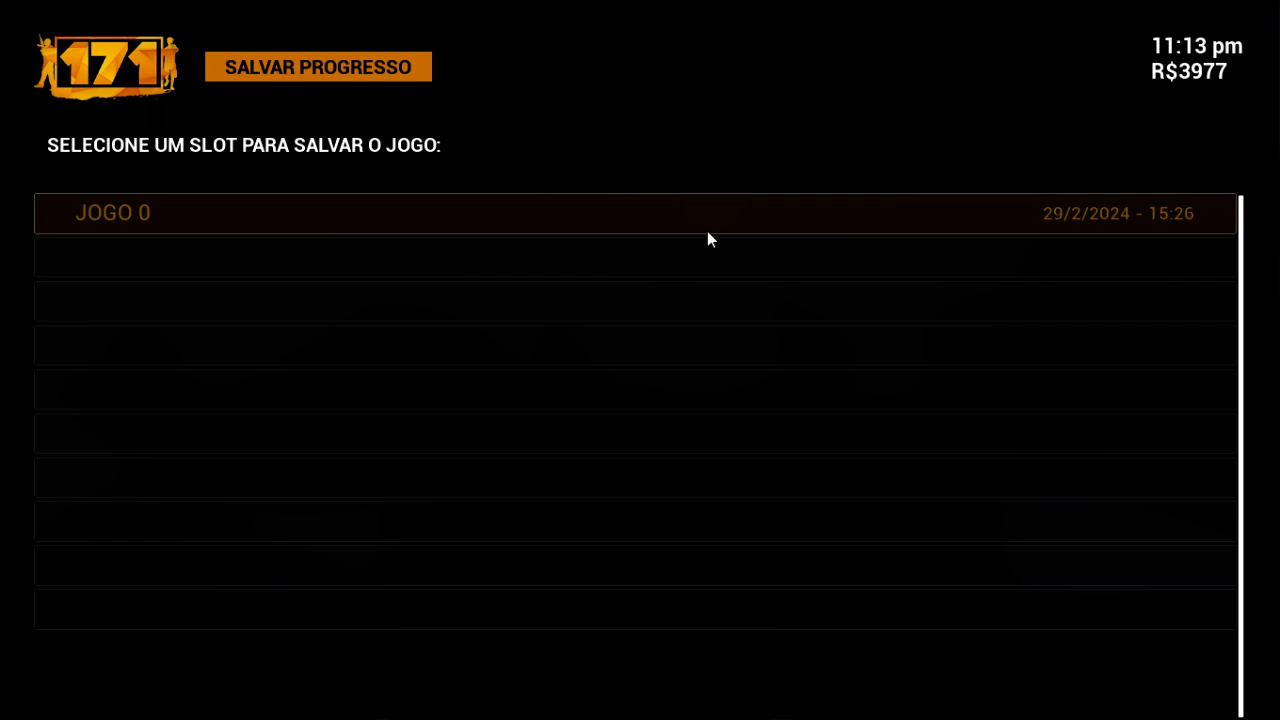 171
SALVAR PROGRESSO
11:13 pm
R$3977
SELECIONE UM SLOT PARA SALVAR O JOGO:
JOGO 0 29/2/2024 - 15:26